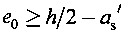 e₀ ≥ h/2 − aₛ′